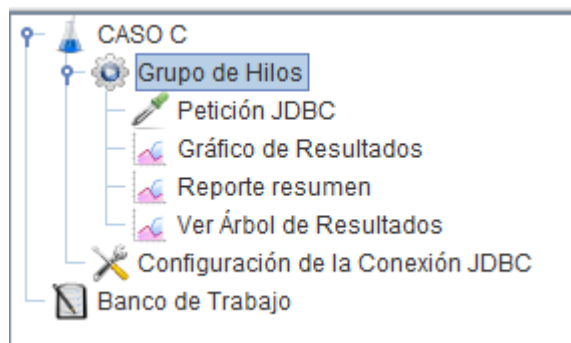 CASO C
Grupo de Hilos
Petición JDBC
Gráfico de Resultados
Reporte resumen
Ver Árbol de Resultados
Configuración de la Conexión JDBC
Banco de Trabajo